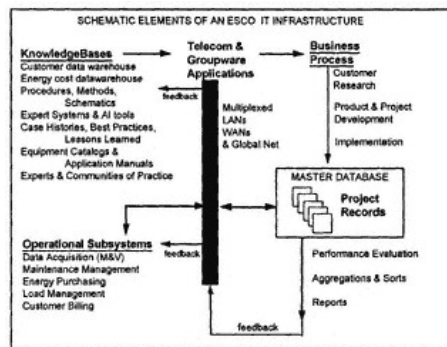 SCHEMATIC ELEMENTS OF AN ESCO IT INFRASTRUCTURE
KnowledgeBases
Customer data warehouse
Energy cost datawarehouse
Procedures, Methods,
Schematics
Expert Systems & AI tools
Case Histories, Best Practices,
Lessons Learned
Equipment Catalogs &
Application Manuals
Experts & Communities of Practice
Telecom &
Groupware
Applications
feedback
Multiplexed
LANs
WANs
& Global Net
Business
Process
Customer
Research
Product & Project
Development
Implementation
MASTER DATABASE
Project
Records
Operational Subsystems
Data Acquisition (M&V)
Maintenance Management
Energy Purchasing
Load Management
Customer Billing
feedback
Performance Evaluation
Aggregations & Sorts
Reports
feedback